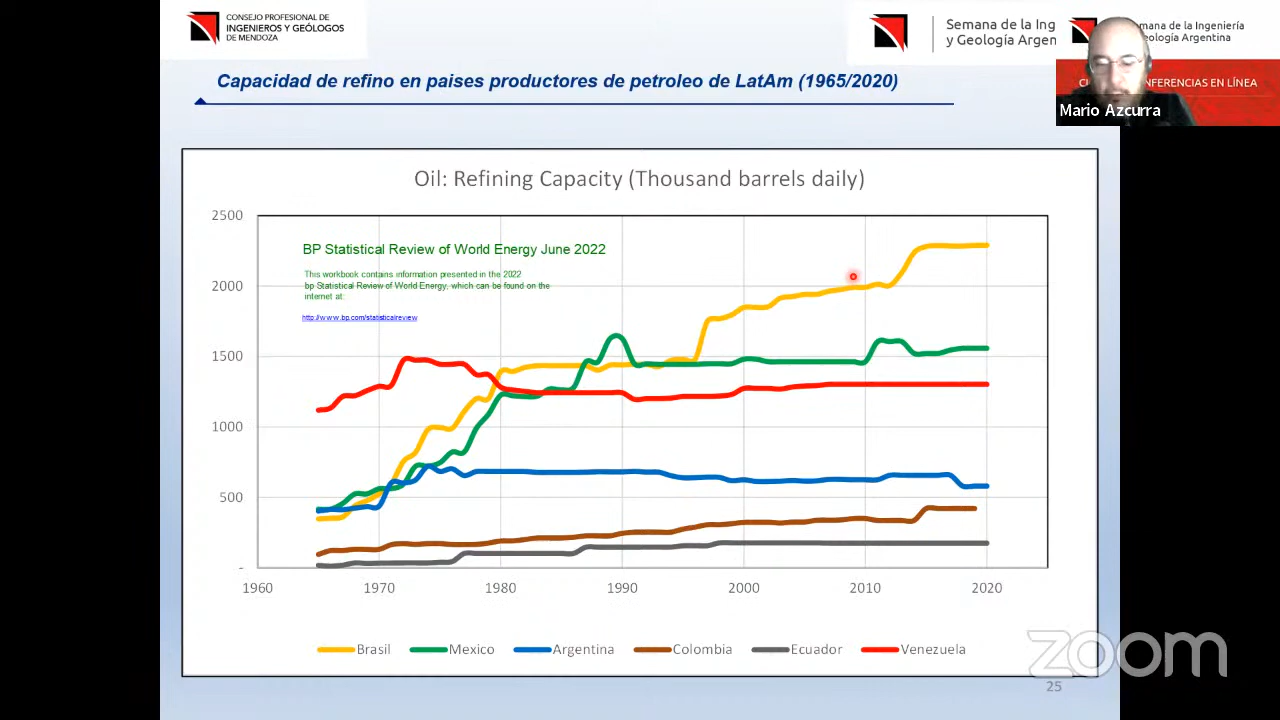 CONSEJO PROFESIONAL DE
INGENIEROS Y GEÓLOGOS
DE MENDOZA
Semana de la Ing
y Geología Argen
mana de la Ingeniería
eología Argentina
NFERENCIAS EN LÍNEA
Mario Azcurra
Capacidad de refino en paises productores de petroleo de LatAm (1965/2020)
Oil: Refining Capacity (Thousand barrels daily)
BP Statistical Review of World Energy June 2022
This workbook contains information presented in the 2022
bp Statistical Review of World Energy, which can be found on the
internet at:
http://www.bp.com/statisticalreview
2500
2000
1500
1000
500
-
1960 1970 1980 1990 2000 2010 2020
Brasil Mexico Argentina Colombia Ecuador Venezuela
zoom
25